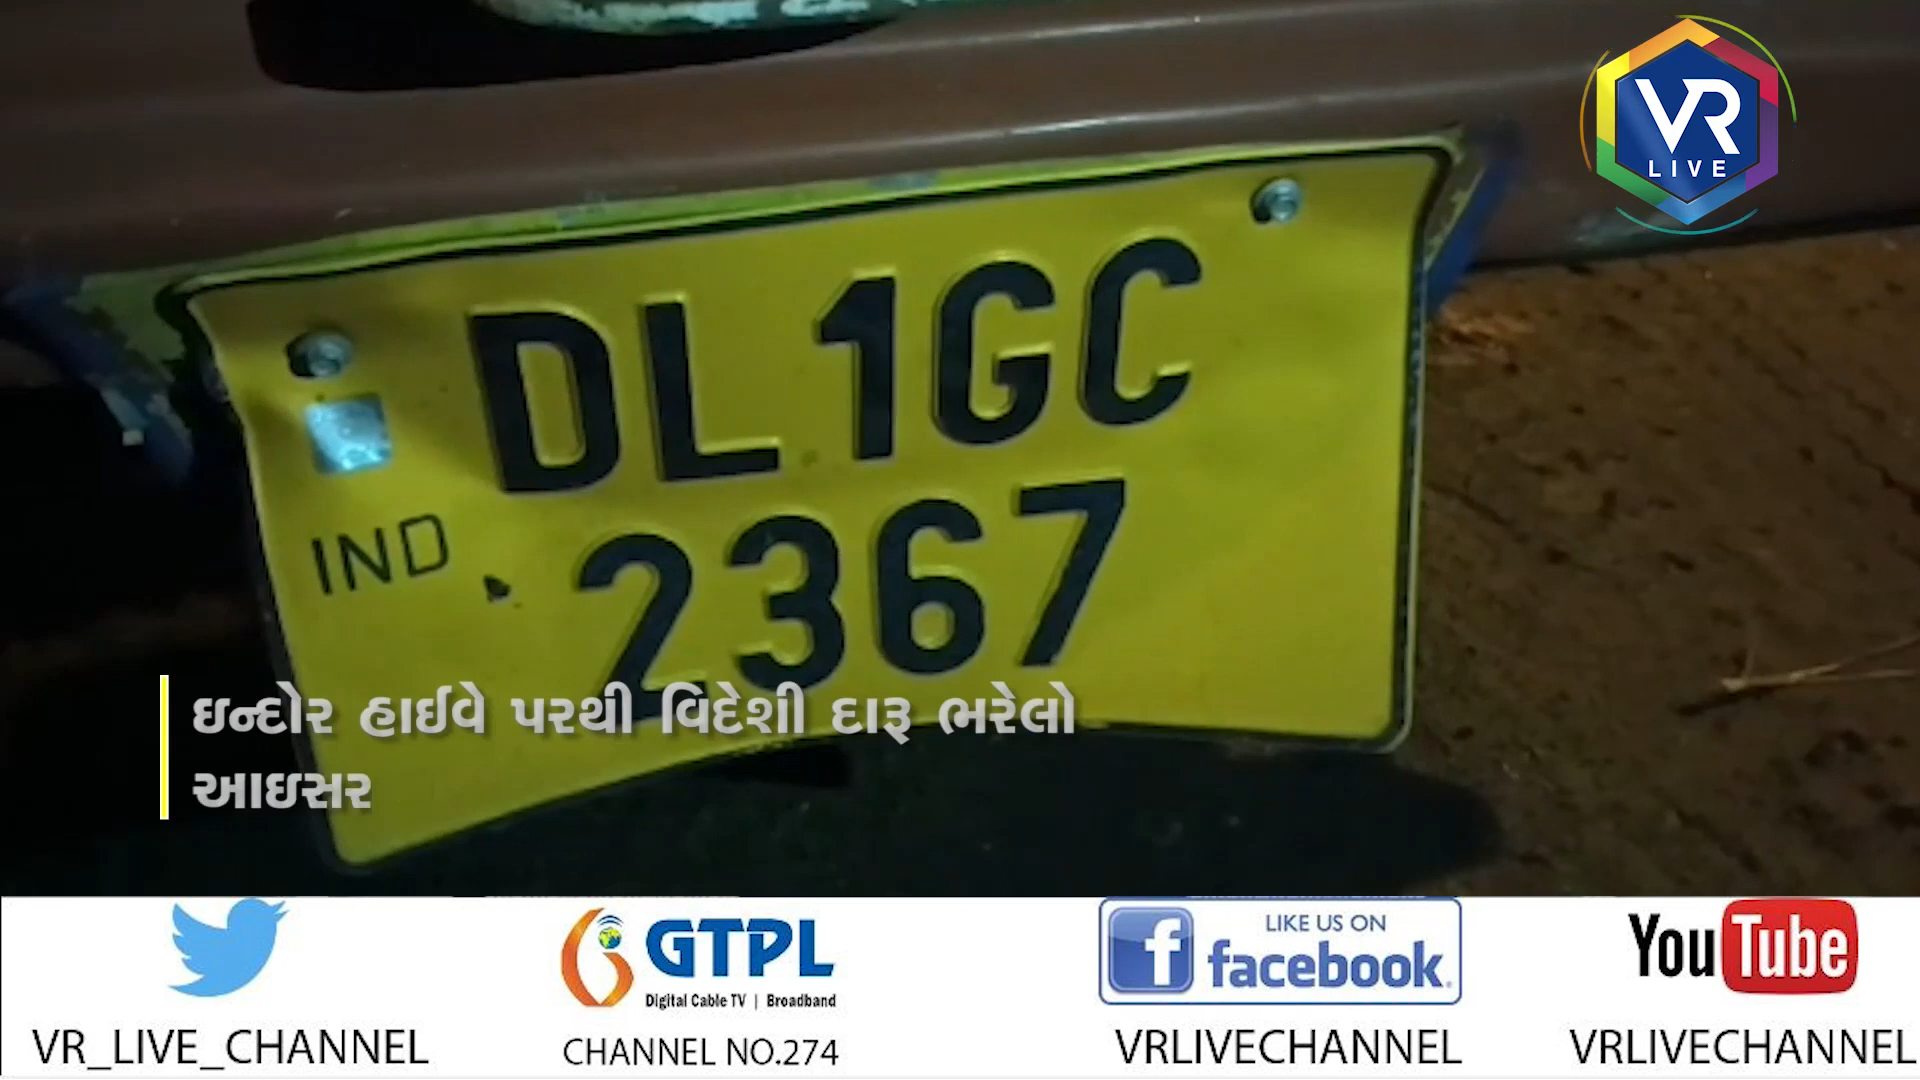 VR
LIVE
DL 1GC
IND
2367
ઇન્દોર હાઈવે પરથી વિદેશી દારૂ ભરેલો
આઇસર
GTPL
Digital Cable TV | Broadband
LIKE US ON
facebook
YouTube
VR_LIVE_CHANNEL
CHANNEL NO.274
VRLIVECHANNEL
VRLIVECHANNEL